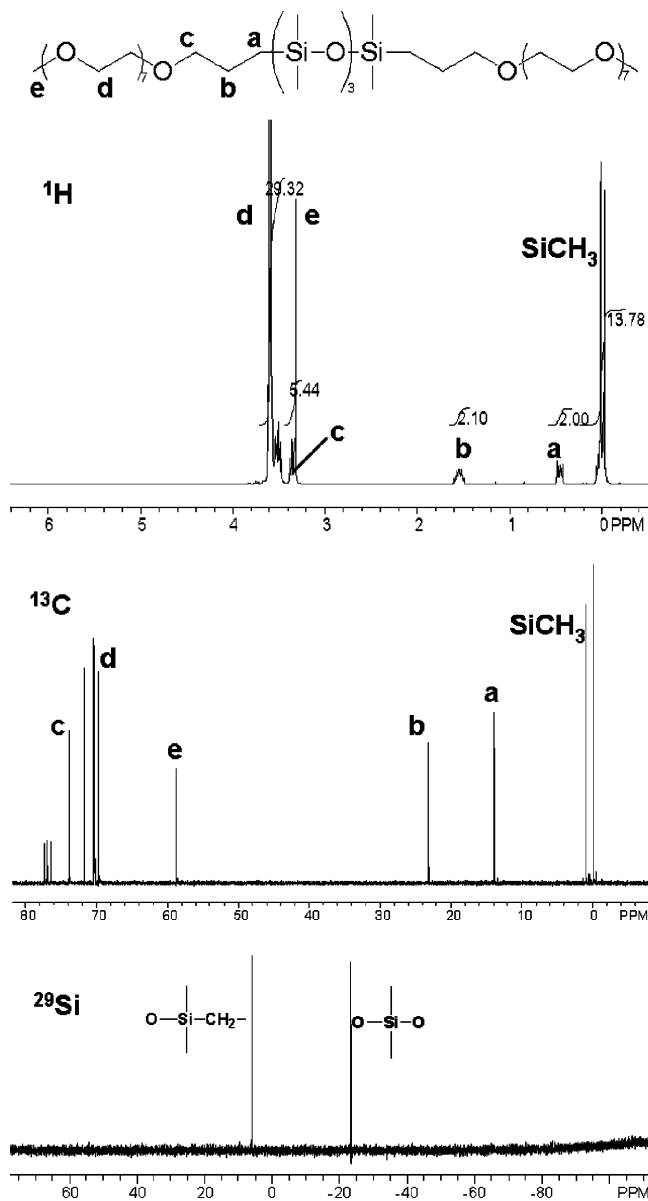 O c a Si O Si O
e d 7 O b 3 O 7
¹H
29.32
d e
SiCH₃
13.78
5.44
c
2.10 2.00
b a
6 5 4 3 2 1 0 PPM
¹³C
SiCH₃
d
a
c b
e
80 70 60 50 40 30 20 10 0 PPM
²⁹Si
O—Si—CH₂— O—Si—O
60 40 20 0 -20 -40 -60 -80 PPM